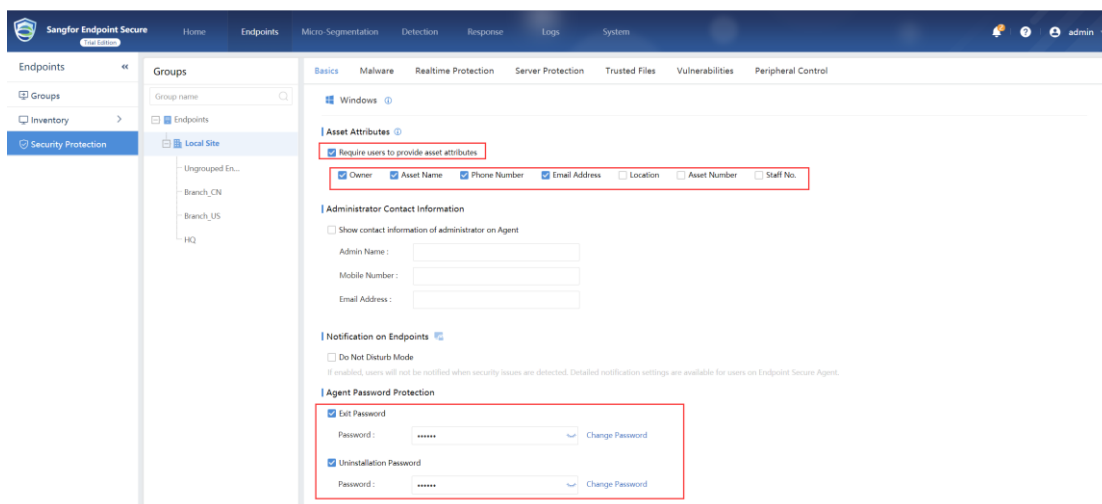 Sangfor Endpoint Secure
Trial Edition
Home Endpoints Micro-Segmentation Detection Response Logs System
admin
Endpoints
Groups
Inventory
Security Protection
Groups
Group name
Endpoints
Local Site
Ungrouped En...
Branch_CN
Branch_US
HQ
Basics Malware Realtime Protection Server Protection Trusted Files Vulnerabilities Peripheral Control
Windows
Asset Attributes
Require users to provide asset attributes
Owner Asset Name Phone Number Email Address Location Asset Number Staff No.
Administrator Contact Information
Show contact information of administrator on Agent
Admin Name :
Mobile Number :
Email Address :
Notification on Endpoints
Do Not Disturb Mode
If enabled, users will not be notified when security issues are detected. Detailed notification settings are available for users on Endpoint Secure Agent.
Agent Password Protection
Exit Password
Password : •••••• Change Password
Uninstallation Password
Password : •••••• Change Password